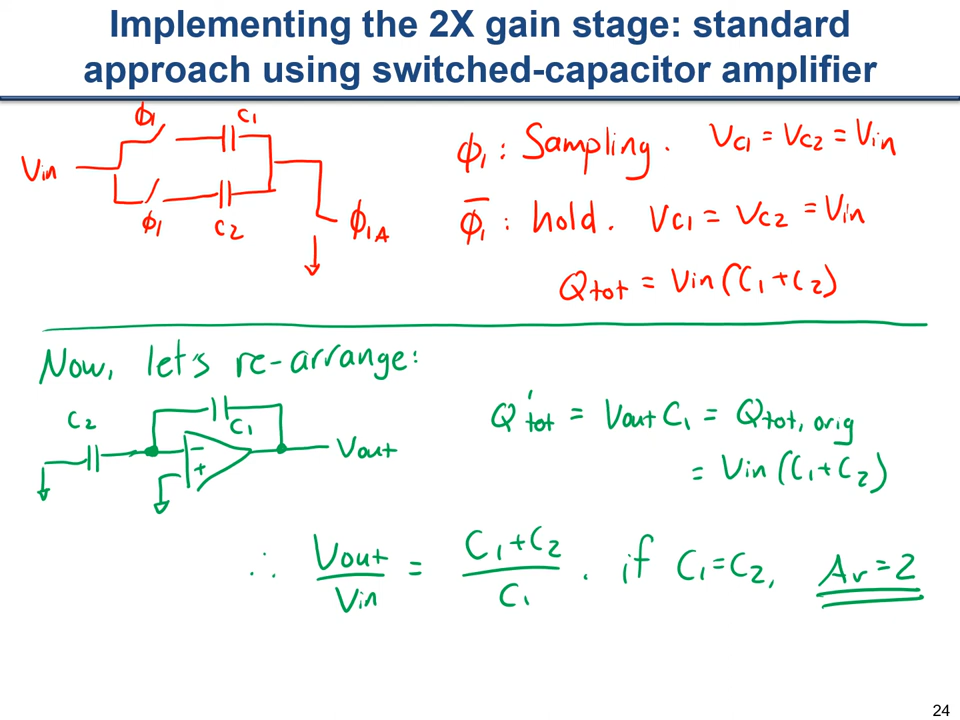 Implementing the 2X gain stage: standard
approach using switched-capacitor amplifier
ϕ1 C1
Vin
ϕ1 C2 ϕ1A
ϕ1 : Sampling. VC1 = VC2 = Vin
ϕ̅1 : hold. VC1 = VC2 = Vin
Qtot = Vin(C1+C2)
Now, let's re-arrange:
C2 C1
- +
Vout
Q'tot = Vout C1 = Qtot, orig
= Vin (C1+C2)
∴ Vout/Vin = C1+C2/C1 . if C1=C2, Av=2
24